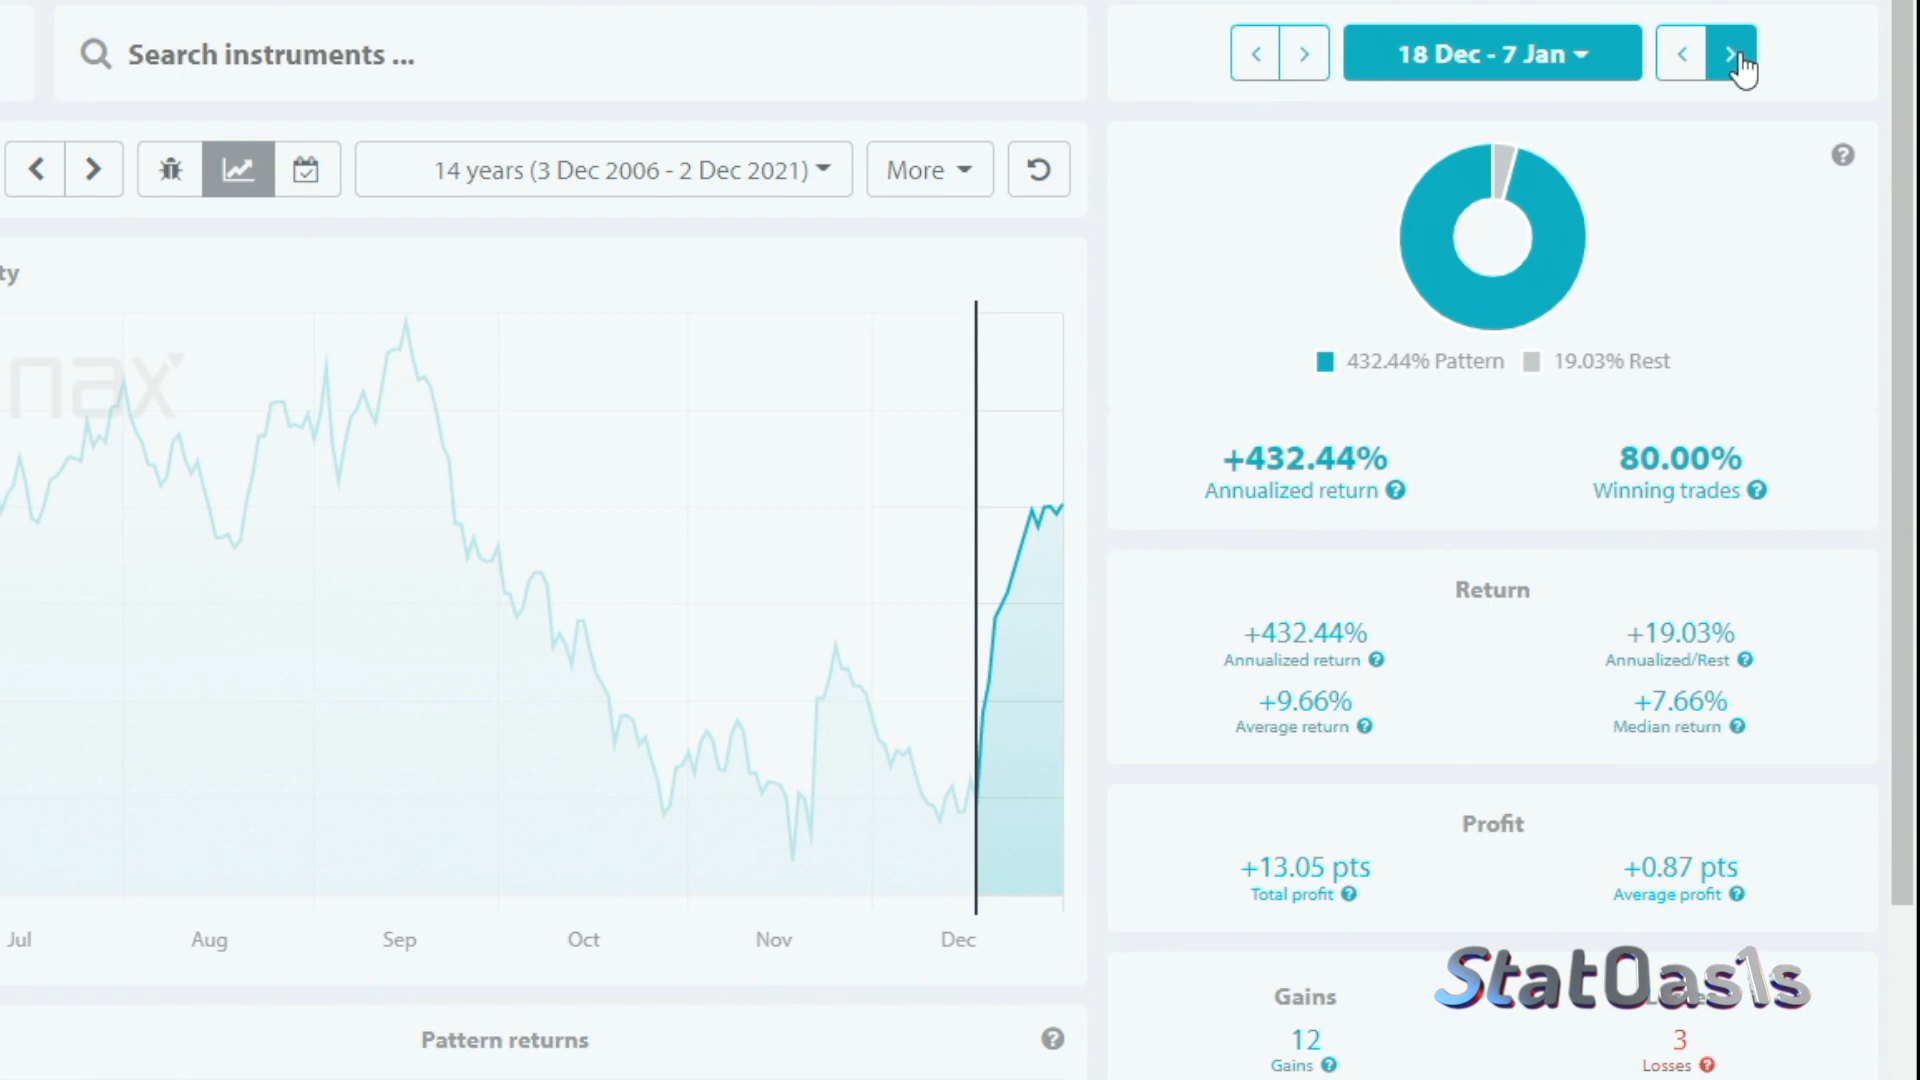 Search instruments ...
18 Dec - 7 Jan
14 years (3 Dec 2006 - 2 Dec 2021)
More
ty
nax
432.44% Pattern
19.03% Rest
+432.44%
Annualized return
80.00%
Winning trades
Return
+432.44%
Annualized return
+19.03%
Annualized/Rest
+9.66%
Average return
+7.66%
Median return
Profit
+13.05 pts
Total profit
+0.87 pts
Average profit
Jul
Aug
Sep
Oct
Nov
Dec
StatOasis
Gains
12
Gains
3
Losses
Pattern returns